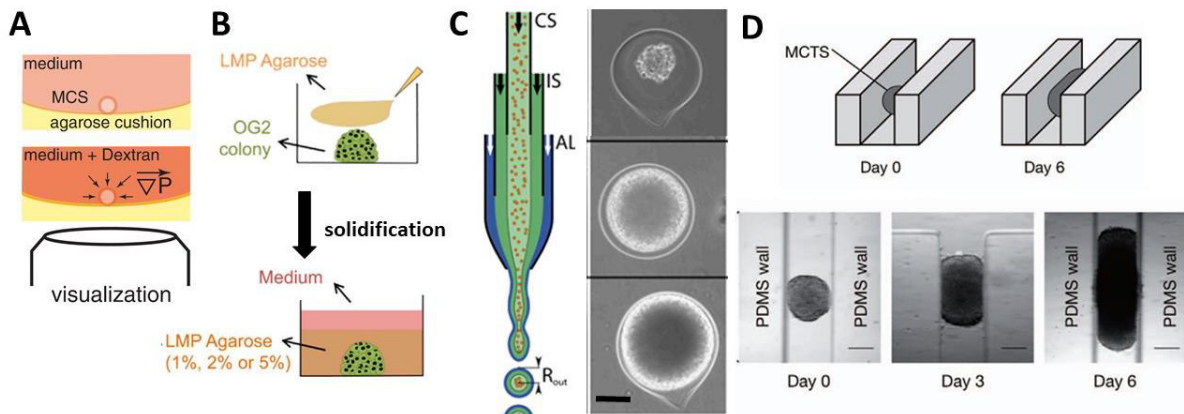 A
medium
MCS
agarose cushion
medium + Dextran
∇P
visualization
B
LMP Agarose
OG2
colony
solidification
Medium
LMP Agarose
(1%, 2% or 5%)
C
CS
IS
AL
Rout
D
MCTS
Day 0
Day 6
PDMS wall
PDMS wall
PDMS wall
PDMS wall
PDMS wall
PDMS wall
Day 0
Day 3
Day 6